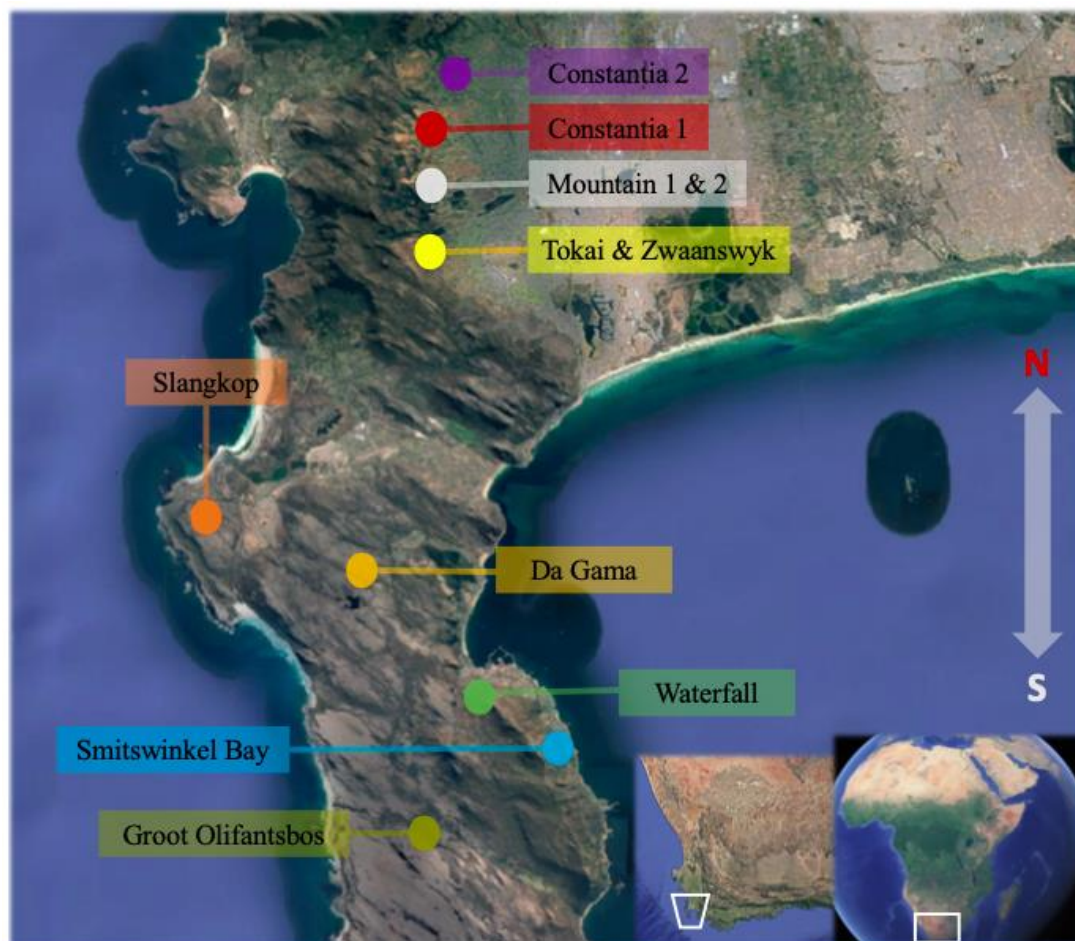 Constantia 2
Constantia 1
Mountain 1 & 2
Tokai & Zwaanswyk
Slangkop
N
Da Gama
Waterfall
S
Smitswinkel Bay
Groot Olifantsbos